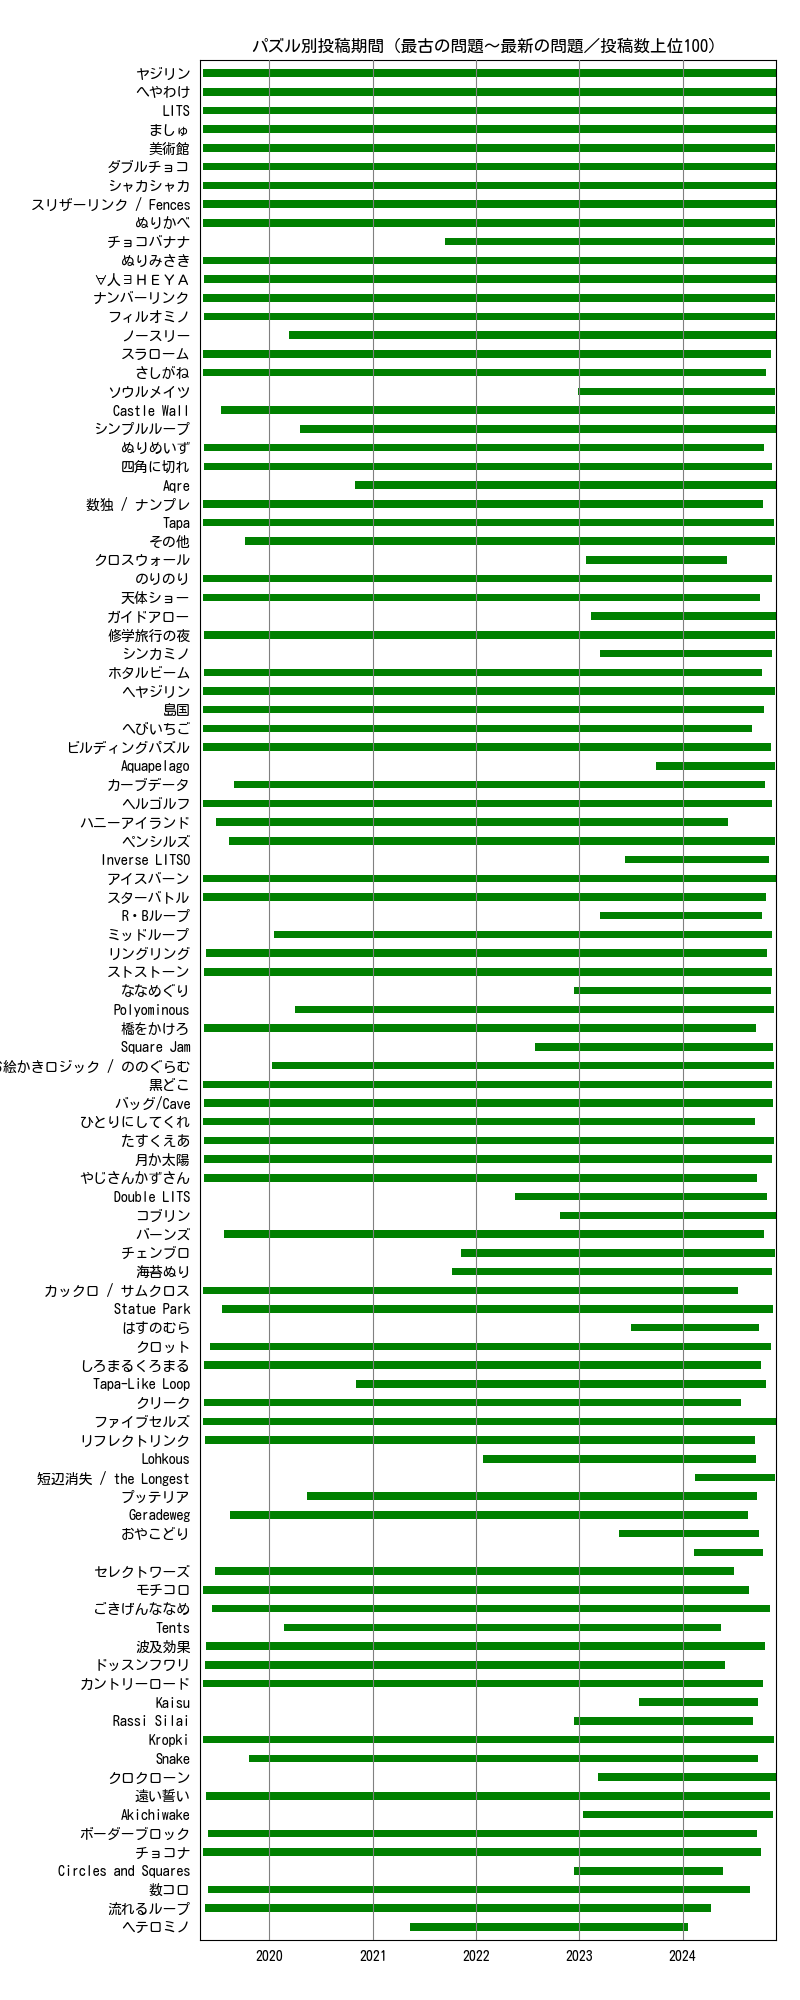 パズル別投稿期間（最古の問題～最新の問題／投稿数上位100）
ヤジリン
へやわけ
LITS
ましゅ
美術館
ダブルチョコ
シャカシャカ
スリザーリンク / Fences
ぬりかべ
チョコバナナ
ぬりみさき
∀人∃ＨＥＹＡ
ナンバーリンク
フィルオミノ
ノースリー
スラローム
さしがね
ソウルメイツ
Castle Wall
シンプルループ
ぬりめいず
四角に切れ
Aqre
数独 / ナンプレ
Tapa
その他
クロスウォール
のりのり
天体ショー
ガイドアロー
修学旅行の夜
シンカミノ
ホタルビーム
ヘヤジリン
島国
へびいちご
ビルディングパズル
Aquapelago
カーブデータ
ヘルゴルフ
ハニーアイランド
ペンシルズ
Inverse LITSO
アイスバーン
スターバトル
R・Bループ
ミッドループ
リングリング
ストストーン
ななめぐり
Polyominous
橋をかけろ
Square Jam
絵かきロジック / ののぐらむ
黒どこ
バッグ/Cave
ひとりにしてくれ
たすくえあ
月か太陽
やじさんかずさん
Double LITS
コブリン
バーンズ
チェンブロ
海苔ぬり
カックロ / サムクロス
Statue Park
はすのむら
クロット
しろまるくろまる
Tapa-Like Loop
クリーク
ファイブセルズ
リフレクトリンク
Lohkous
短辺消失 / the Longest
プッテリア
Geradeweg
おやこどり
セレクトワーズ
モチコロ
ごきげんななめ
Tents
波及効果
ドッスンフワリ
カントリーロード
Kaisu
Rassi Silai
Kropki
Snake
クロクローン
遠い誓い
Akichiwake
ボーダーブロック
チョコナ
Circles and Squares
数コロ
流れるループ
ヘテロミノ
2020 2021 2022 2023 2024